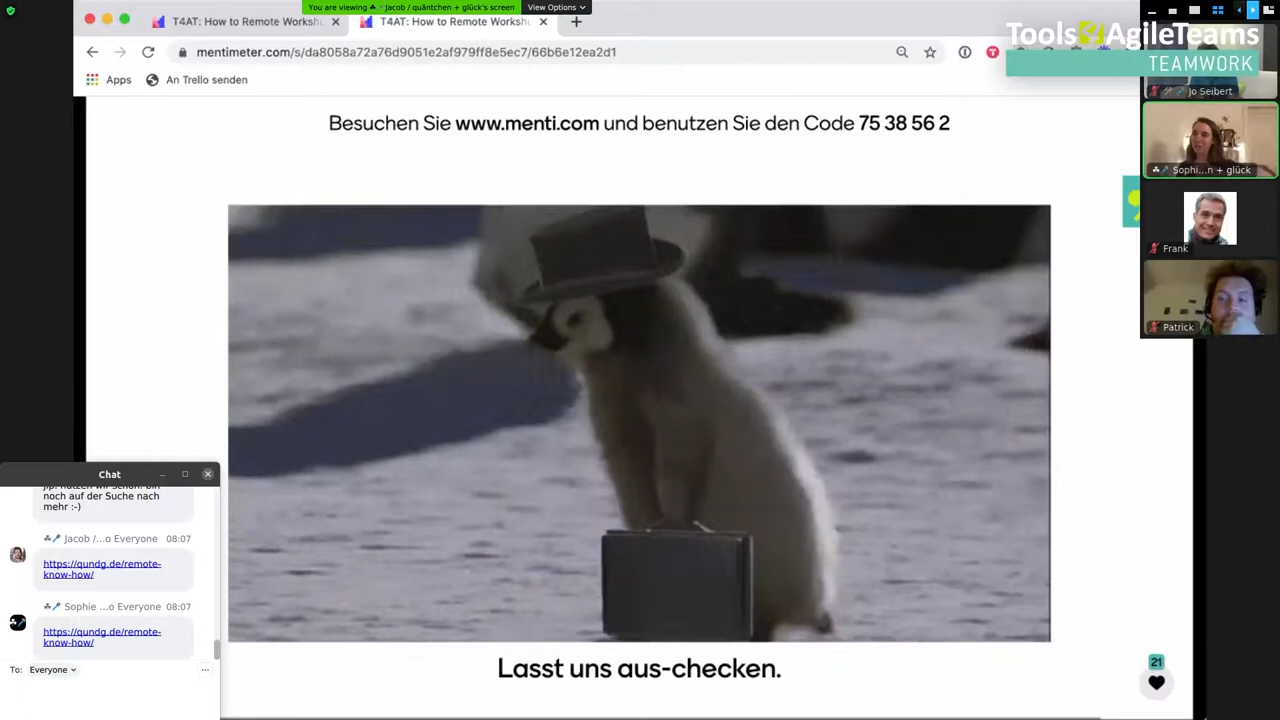 You are viewing Jacob / quäntchen + glück's screen
View Options
T4AT: How to Remote Worksh
T4AT: How to Remote Worksh
mentimeter.com/s/da8058a72a76d9051e2af979ff8e5ec7/66b6e12ea2d1
Apps
An Trello senden
Tools4AgileTeams
TEAMWORK
Jo Seibert
Besuchen Sie www.menti.com und benutzen Sie den Code 75 38 56 2
Sophi...n + glück
Frank
Patrick
Chat
noch auf der Suche nach
mehr :-)
Jacob /...o Everyone 08:07
https://qundg.de/remote-
know-how/
Sophie ...o Everyone 08:07
https://qundg.de/remote-
know-how/
To: Everyone
Lasst uns aus-checken.
21